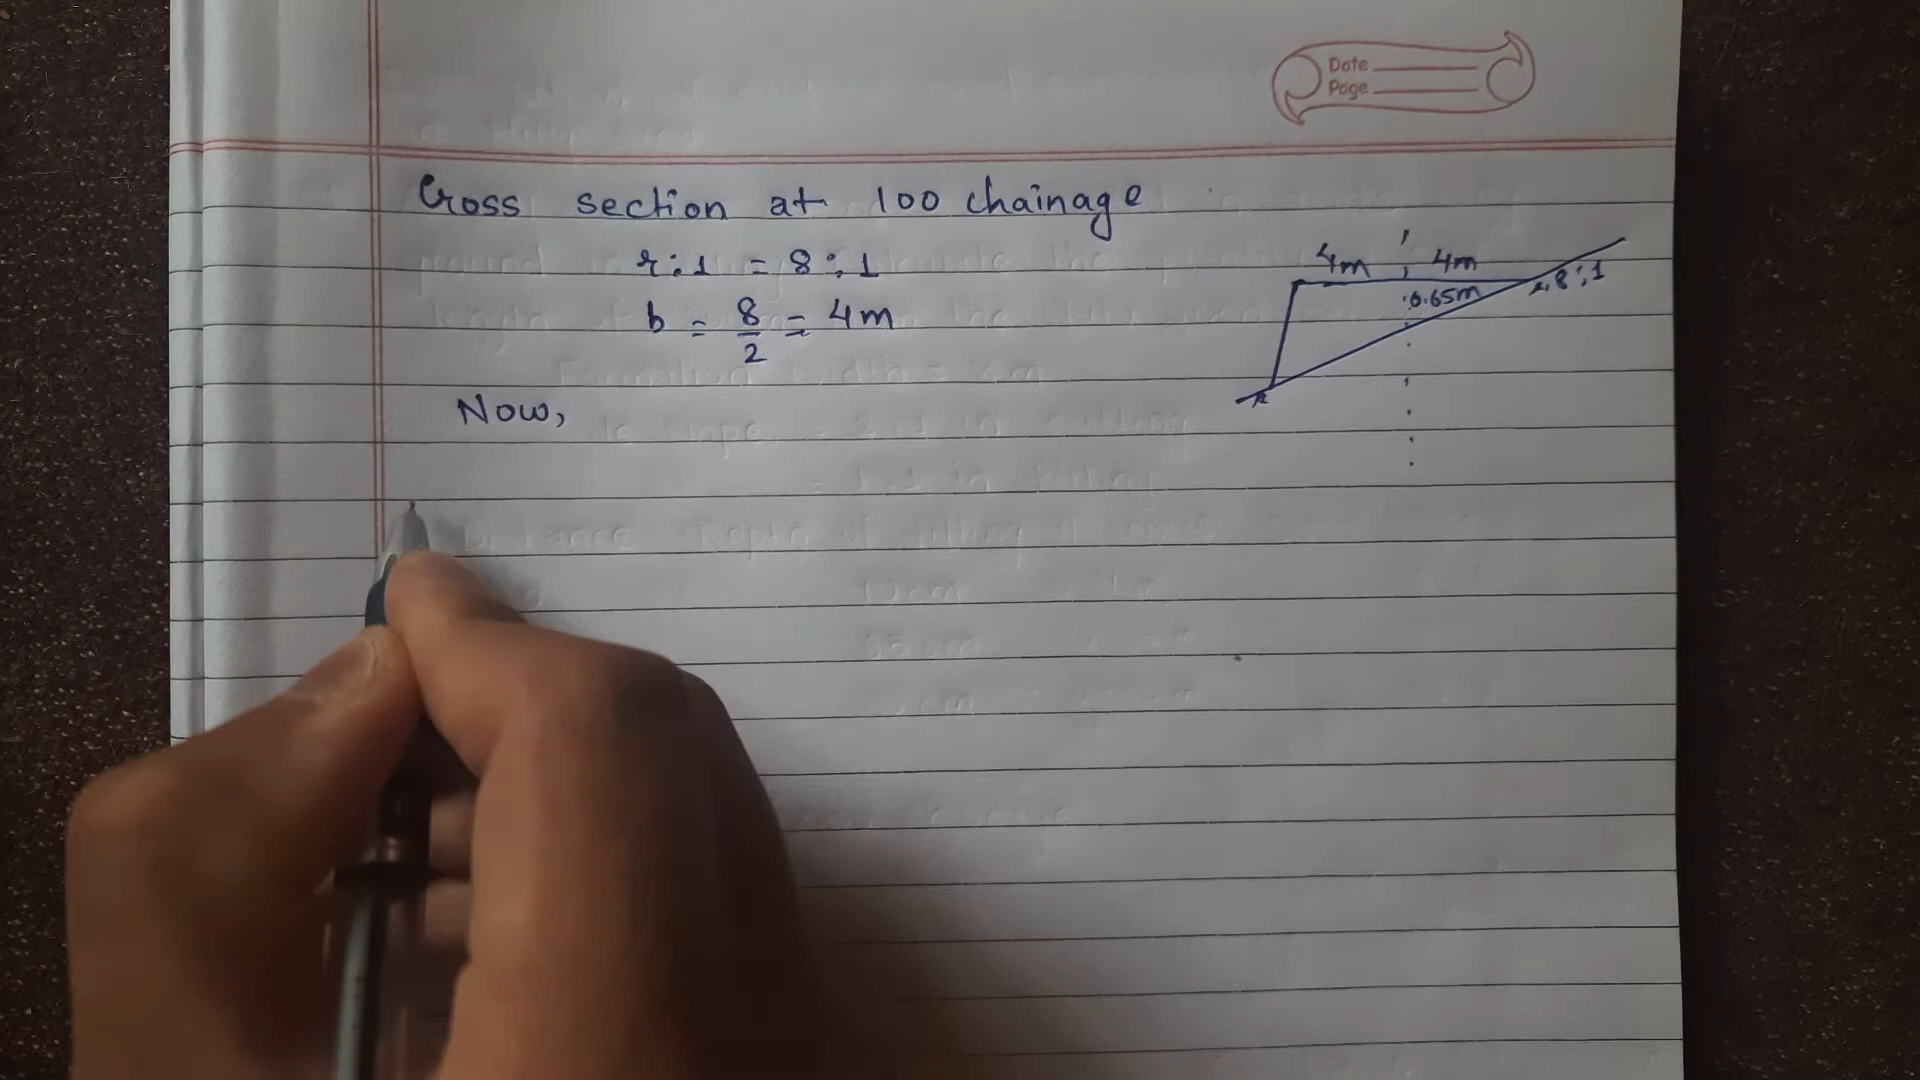 Date
Page
Cross section at 100 chainage
r:1 = 8:1
b = 8/2 = 4m
Now,
4m 4m
0.65m
8:1